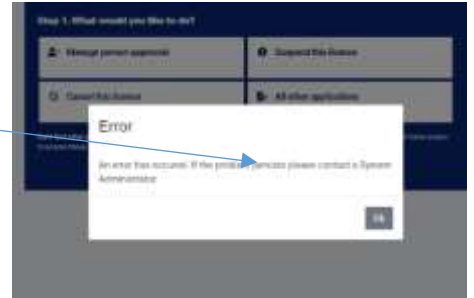 Step 1. What would you like to do?
Manage person approvals
Suspend this licence
Cancel this licence
All other applications
Error
An error has occured. If the problem persists please contact a System
Administrator
Ok